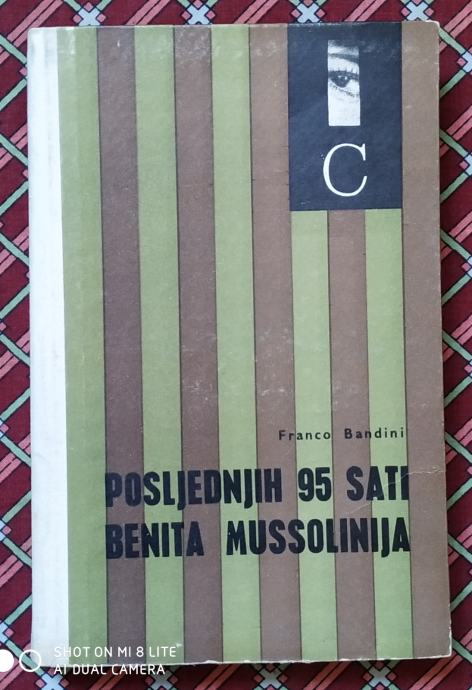 C
Franco Bandini
POSLJEDNJIH 95 SATI
BENITA MUSSOLINIJA
SHOT ON MI 8 LITE
AI DUAL CAMERA